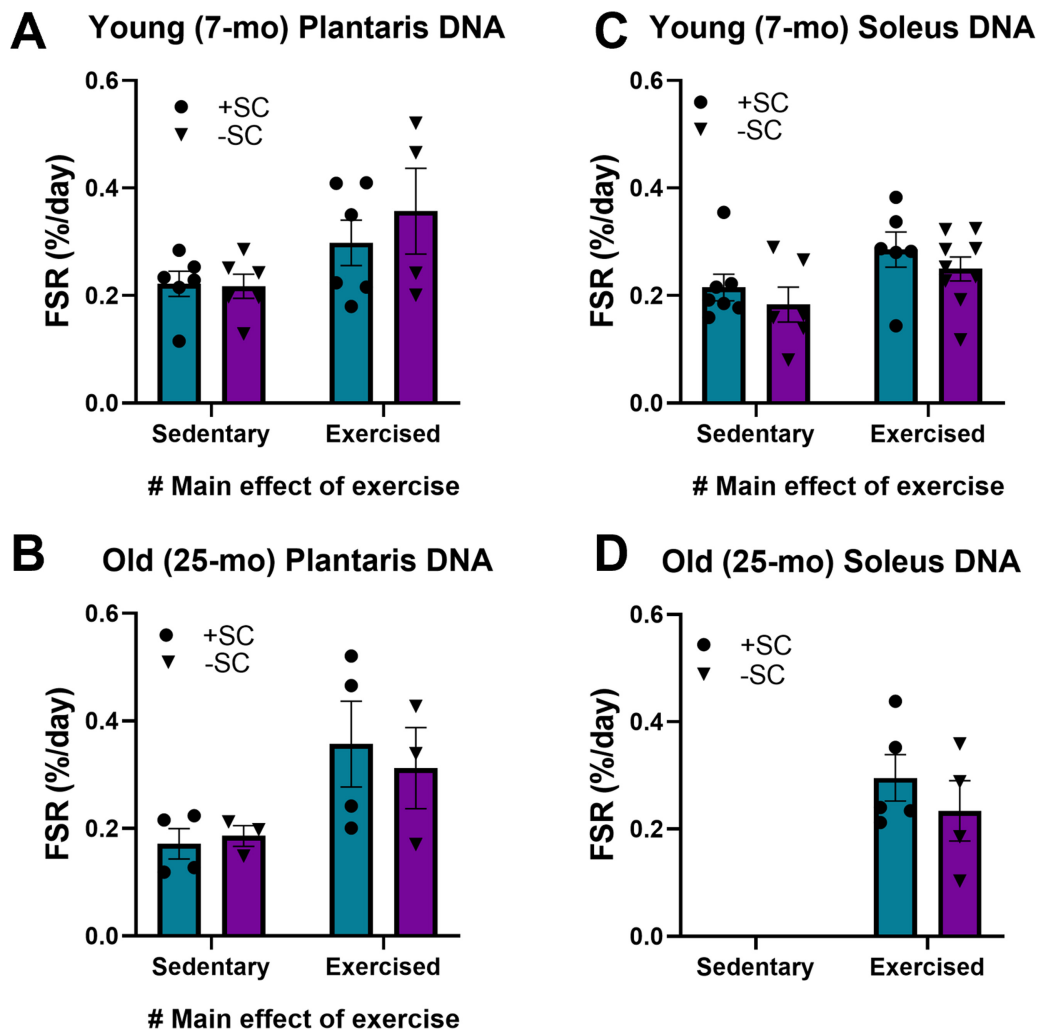 A Young (7-mo) Plantaris DNA
0.6
0.4
0.2
0.0
FSR (%/day)
+SC
-SC
Sedentary Exercised
# Main effect of exercise
B Old (25-mo) Plantaris DNA
0.6
0.4
0.2
0.0
FSR (%/day)
+SC
-SC
Sedentary Exercised
# Main effect of exercise
C Young (7-mo) Soleus DNA
0.6
0.4
0.2
0.0
FSR (%/day)
+SC
-SC
Sedentary Exercised
# Main effect of exercise
D Old (25-mo) Soleus DNA
0.6
0.4
0.2
0.0
FSR (%/day)
+SC
-SC
Sedentary Exercised